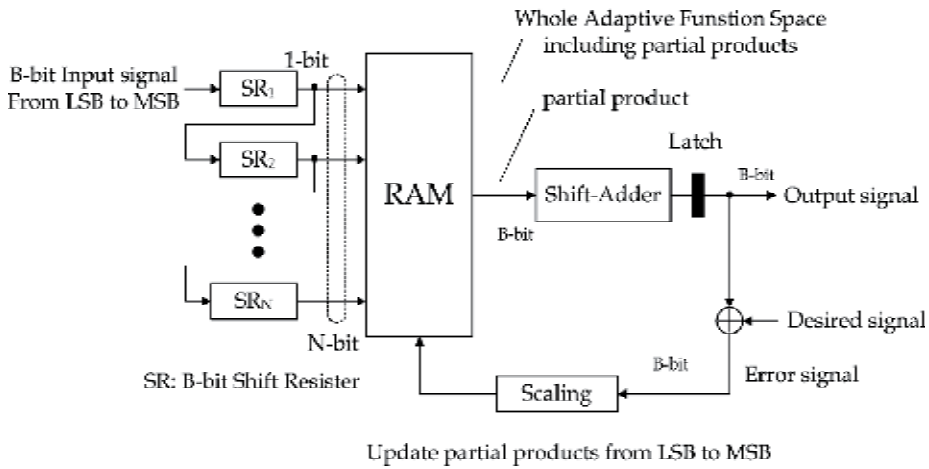 Whole Adaptive Funstion Space
including partial products
1-bit
B-bit Input signal
From LSB to MSB
SR1
partial product
SR2
Latch
RAM
Shift-Adder
B-bit
Output signal
B-bit
SRN
N-bit
Desired signal
SR: B-bit Shift Resister
B-bit
Error signal
Scaling
Update partial products from LSB to MSB